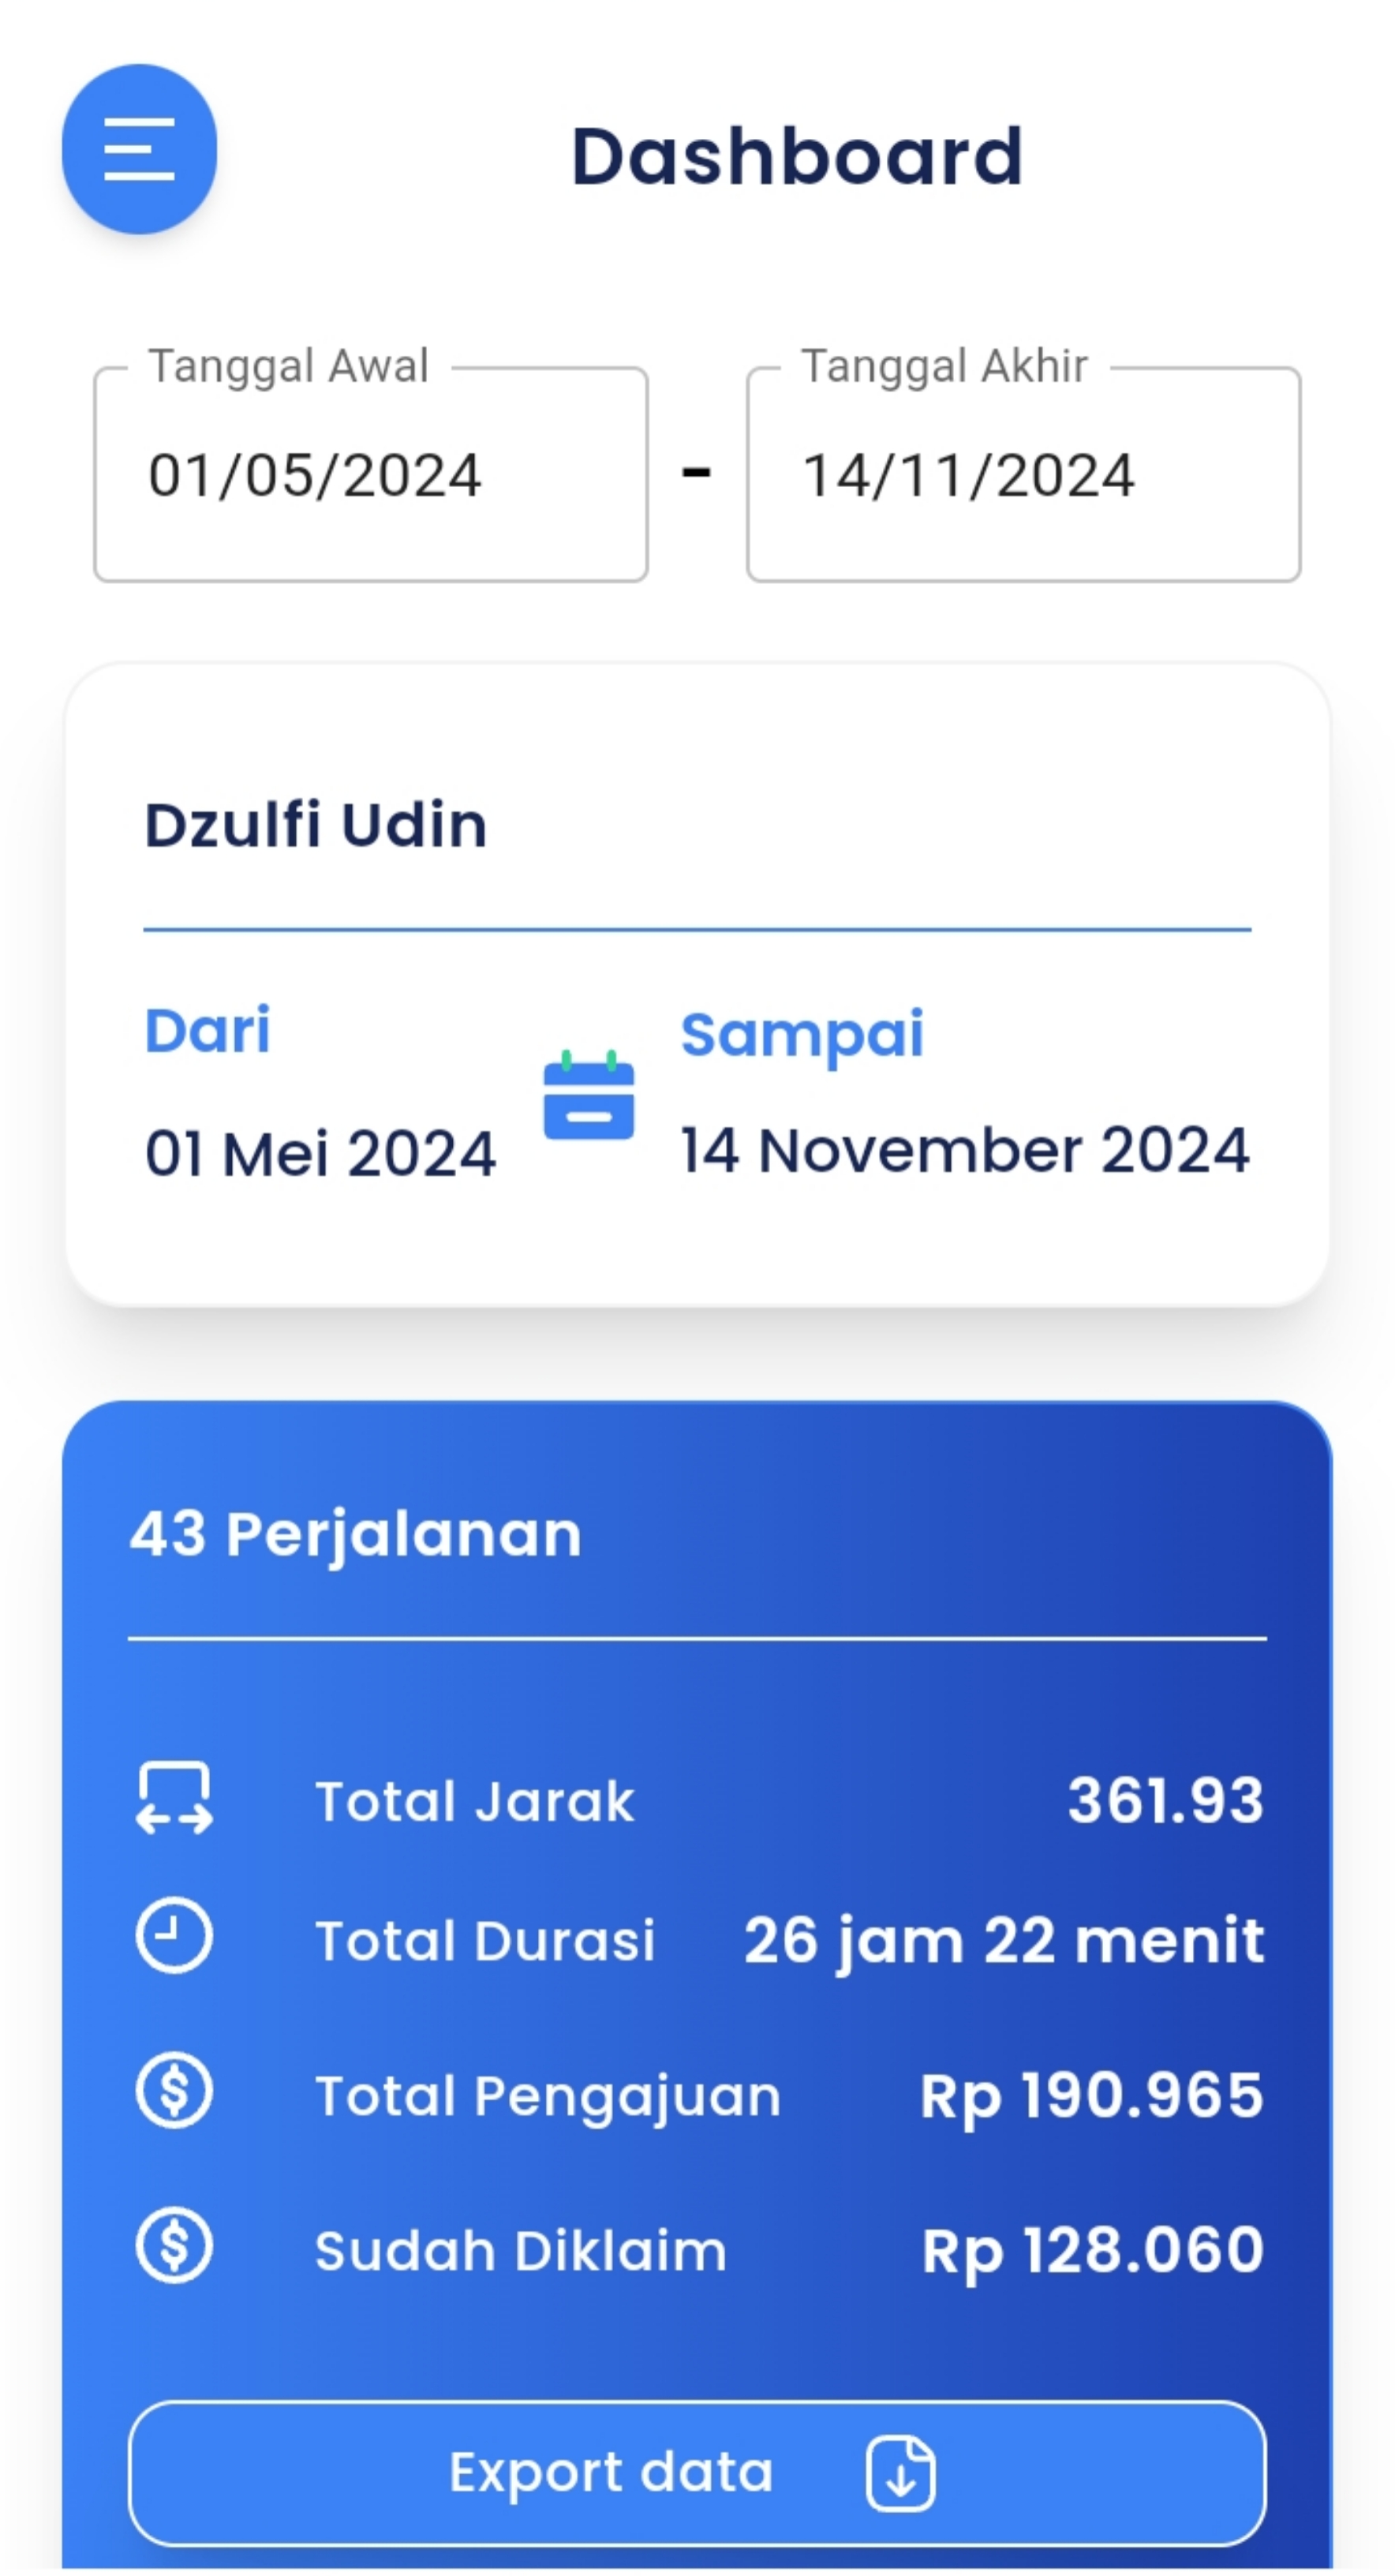 Dashboard
Tanggal Awal
01/05/2024
-
Tanggal Akhir
14/11/2024
Dzulfi Udin
Dari
01 Mei 2024
Sampai
14 November 2024
43 Perjalanan
Total Jarak 361.93
Total Durasi 26 jam 22 menit
Total Pengajuan Rp 190.965
Sudah Diklaim Rp 128.060
Export data